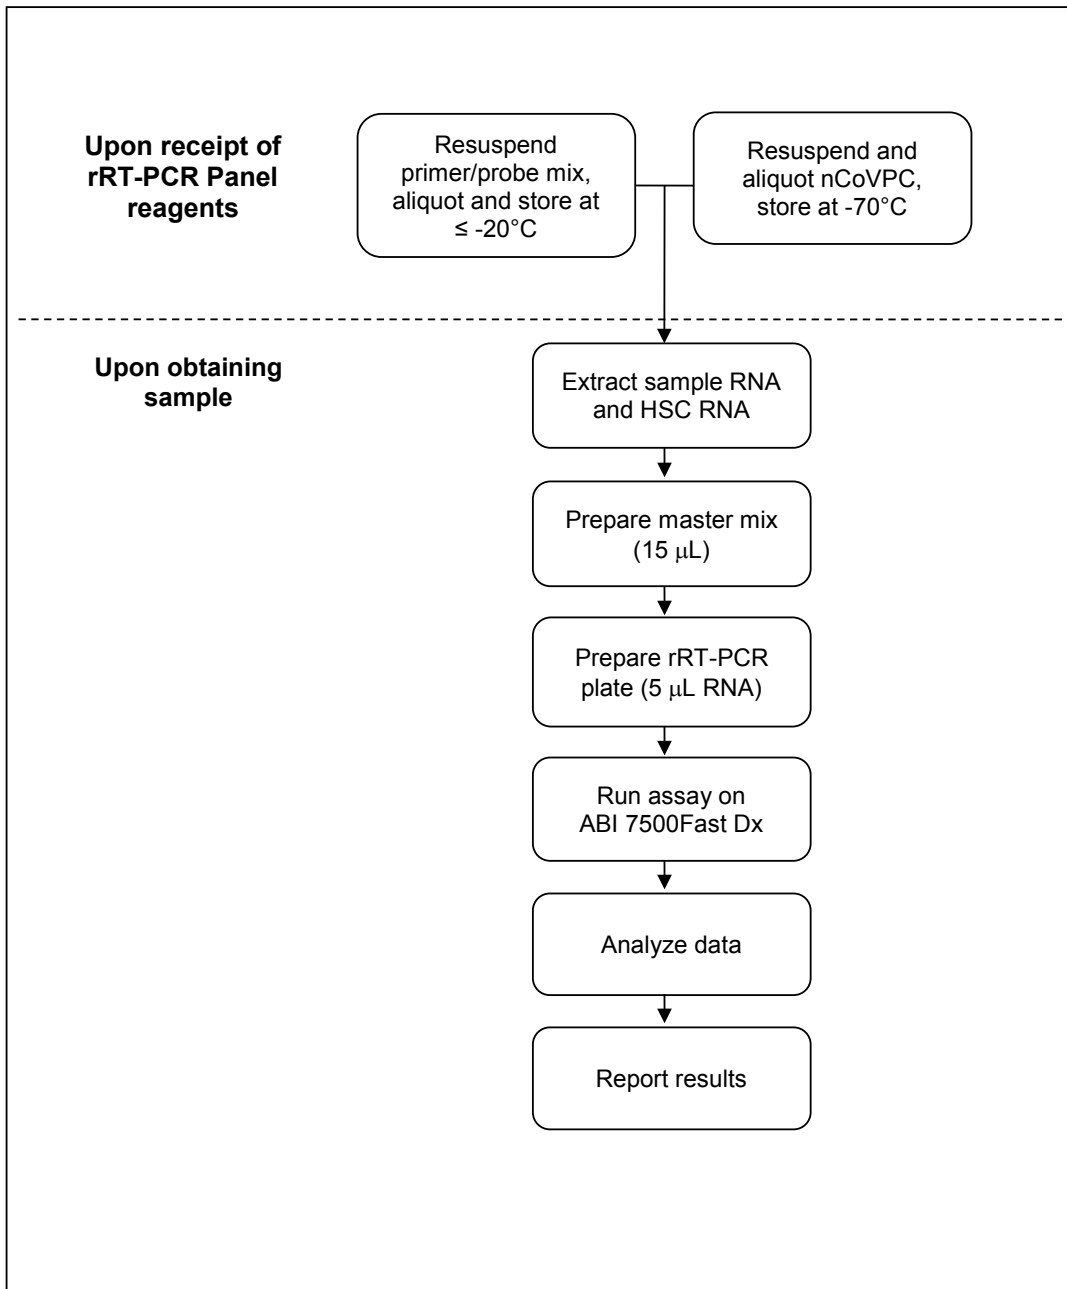 Upon receipt of
rRT-PCR Panel
reagents
Resuspend
primer/probe mix,
aliquot and store at
≤ -20°C
Resuspend and
aliquot nCoVPC,
store at -70°C
Upon obtaining
sample
Extract sample RNA
and HSC RNA
Prepare master mix
(15 μL)
Prepare rRT-PCR
plate (5 μL RNA)
Run assay on
ABI 7500Fast Dx
Analyze data
Report results